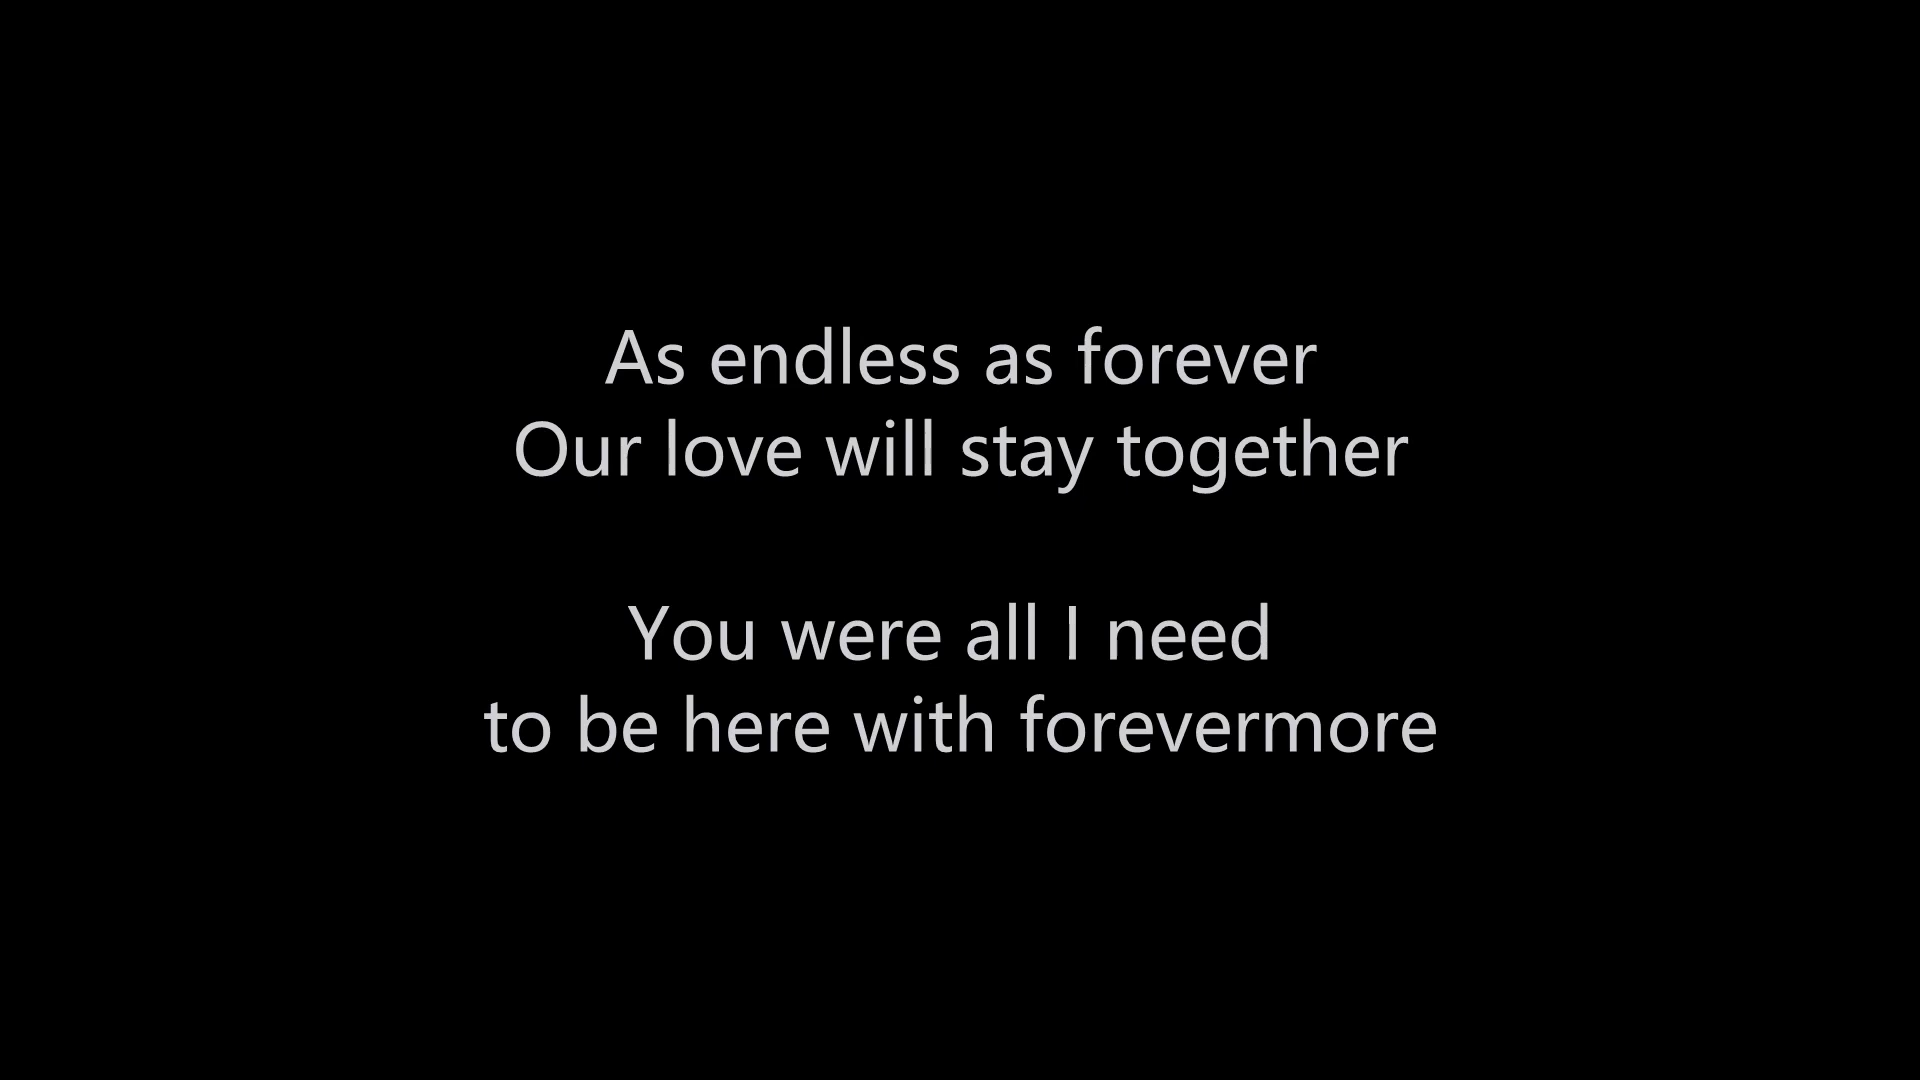 As endless as forever
Our love will stay together
You were all I need
to be here with forevermore